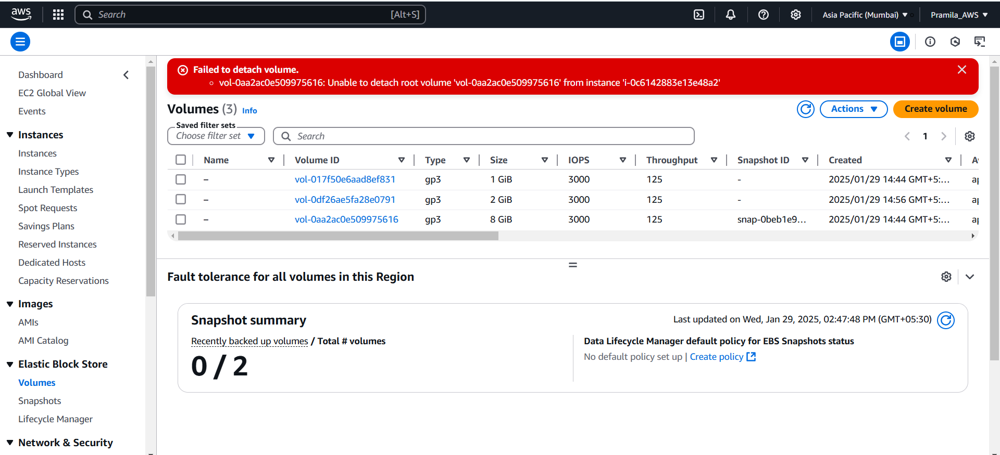 aws
Search [Alt+S]
Asia Pacific (Mumbai)
Pramila_AWS
Dashboard
EC2 Global View
Events
Instances
Instances
Instance Types
Launch Templates
Spot Requests
Savings Plans
Reserved Instances
Dedicated Hosts
Capacity Reservations
Images
AMIs
AMI Catalog
Elastic Block Store
Volumes
Snapshots
Lifecycle Manager
Network & Security
Failed to detach volume.
vol-0aa2ac0e509975616: Unable to detach root volume 'vol-0aa2ac0e509975616' from instance 'i-0c6142883e13e48a2'
Volumes (3) Info
Actions
Create volume
Saved filter sets
Choose filter set
Search
1
Name Volume ID Type Size IOPS Throughput Snapshot ID Created
– vol-017f50e6aad8ef831 gp3 1 GiB 3000 125 - 2025/01/29 14:44 GMT+5:...
– vol-0df26ae5fa28e0791 gp3 2 GiB 3000 125 - 2025/01/29 14:56 GMT+5:...
– vol-0aa2ac0e509975616 gp3 8 GiB 3000 125 snap-0beb1e9... 2025/01/29 14:44 GMT+5:...
Fault tolerance for all volumes in this Region
Snapshot summary
Last updated on Wed, Jan 29, 2025, 02:47:48 PM (GMT+05:30)
Recently backed up volumes / Total # volumes
0 / 2
Data Lifecycle Manager default policy for EBS Snapshots status
No default policy set up | Create policy